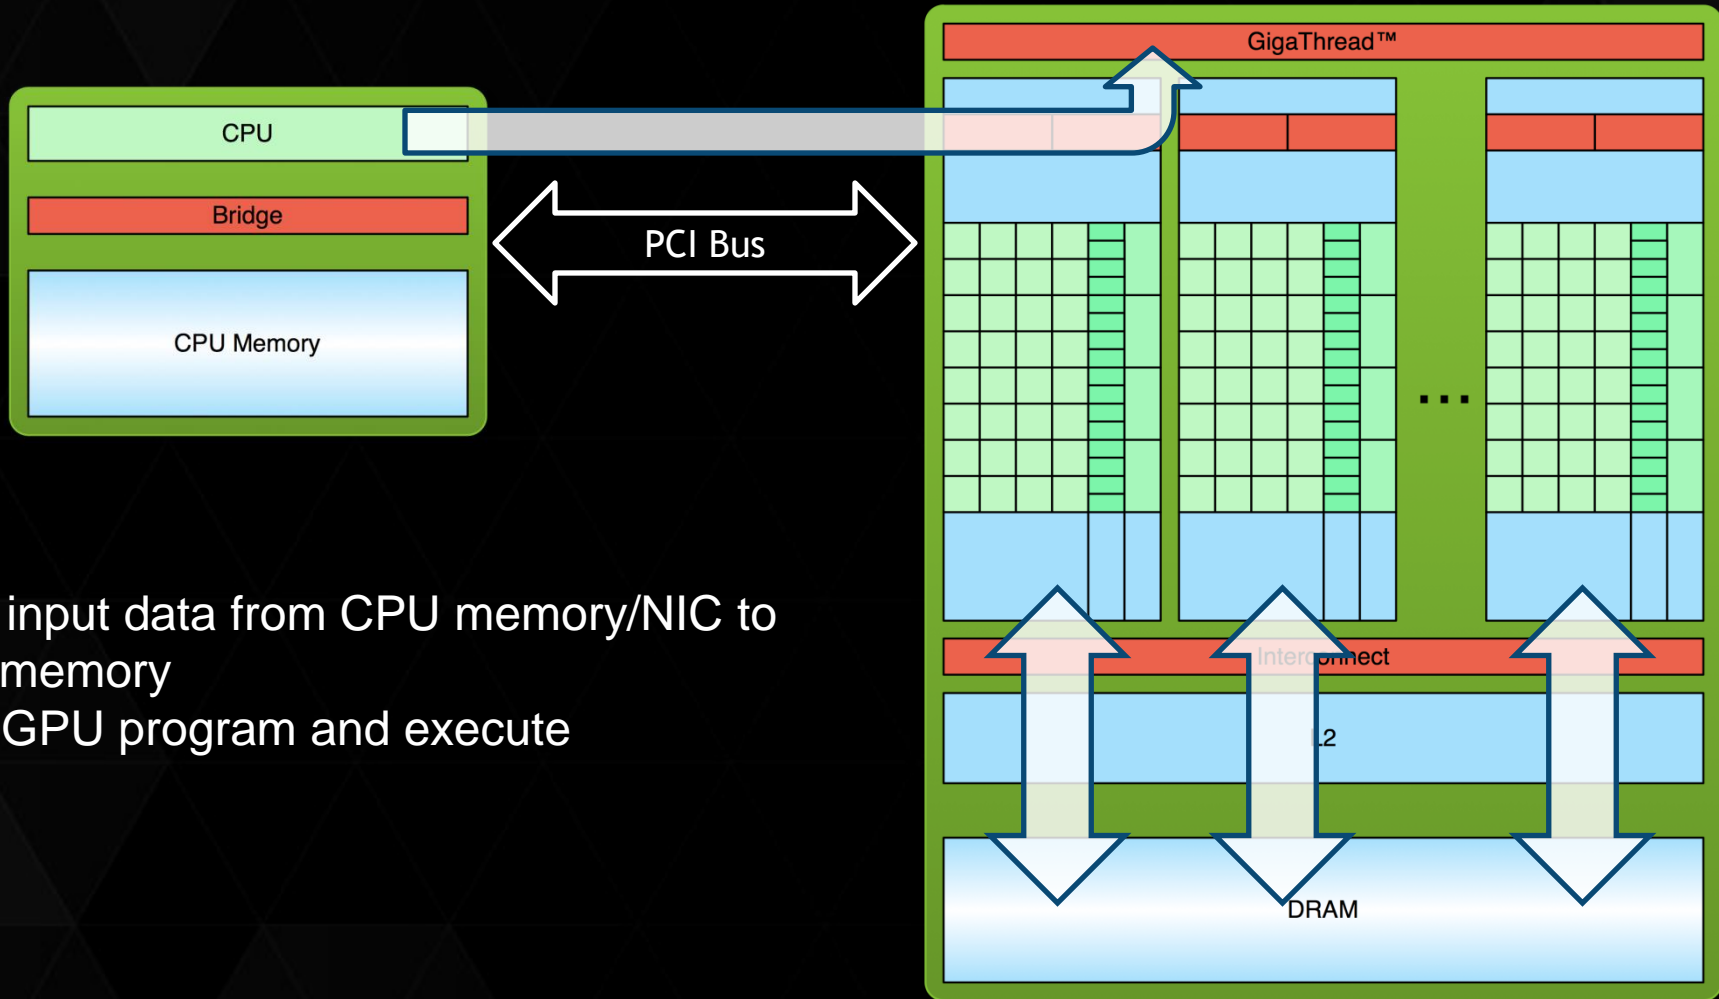 GigaThread™
CPU
Bridge
PCI Bus
CPU Memory
...
input data from CPU memory/NIC to
memory
GPU program and execute
Interconnect
L2
DRAM